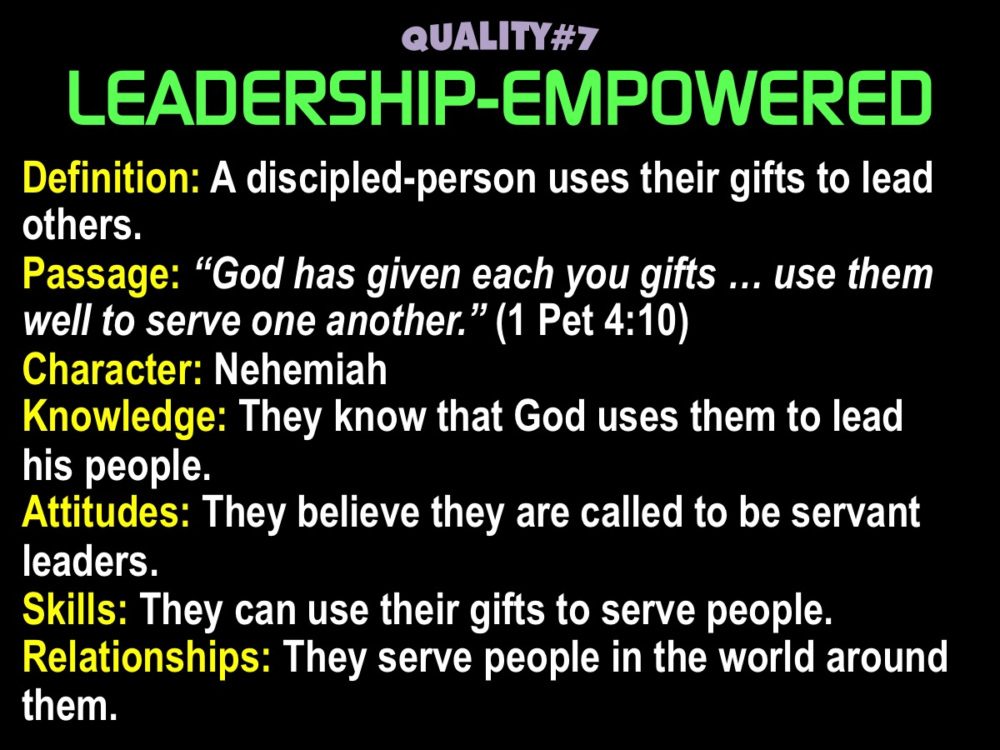 QUALITY#7
LEADERSHIP-EMPOWERED
Definition: A discipled-person uses their gifts to lead
others.
Passage: “God has given each you gifts … use them
well to serve one another.” (1 Pet 4:10)
Character: Nehemiah
Knowledge: They know that God uses them to lead
his people.
Attitudes: They believe they are called to be servant
leaders.
Skills: They can use their gifts to serve people.
Relationships: They serve people in the world around
them.